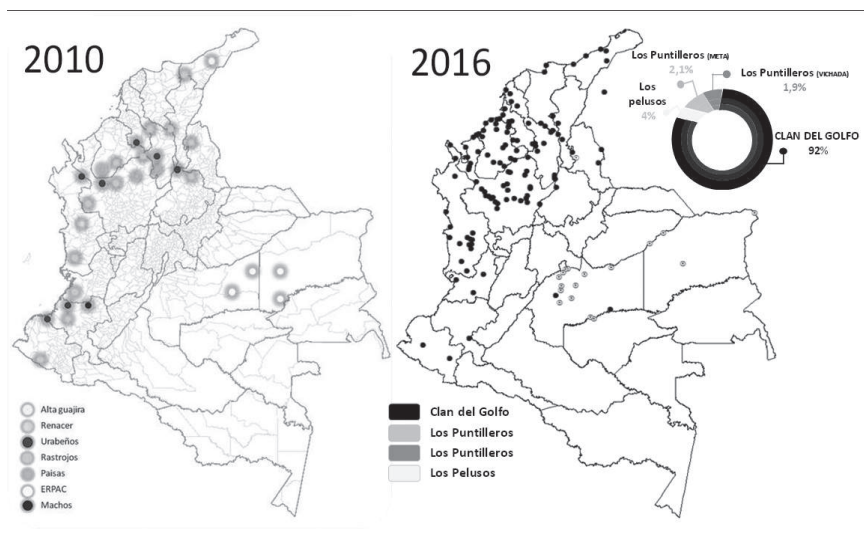 2010
Alta guajira
Renacer
Urabeños
Rastrojos
Paisas
ERPAC
Machos
2016
Los Puntilleros (META)
2,1%
Los Puntilleros (VICHADA)
1,9%
Los
pelusos
4%
CLAN DEL GOLFO
92%
Clan del Golfo
Los Puntilleros
Los Puntilleros
Los Pelusos